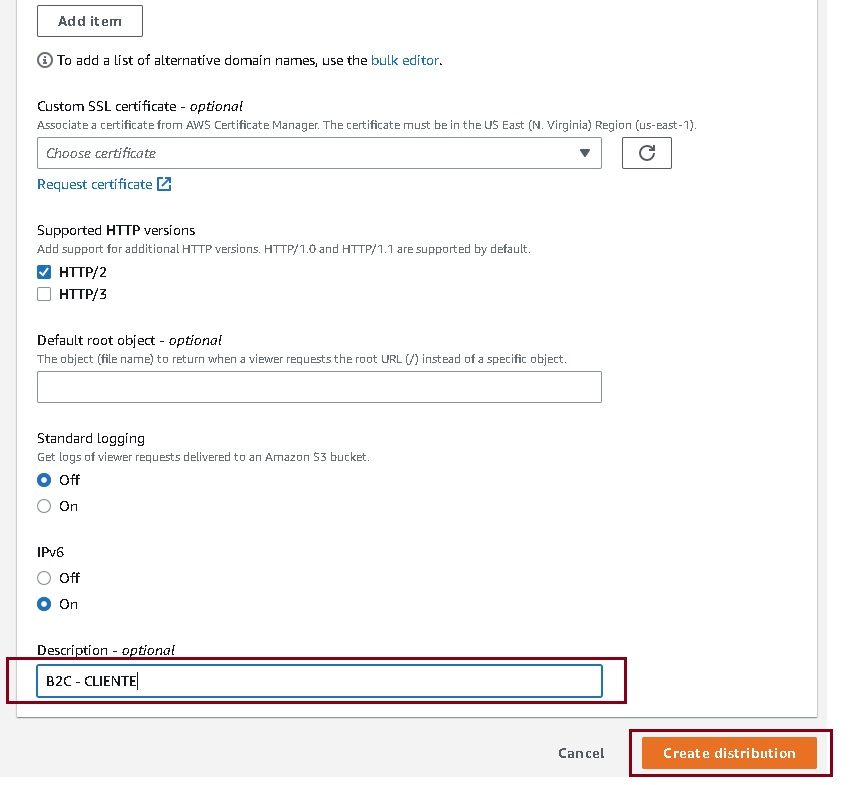 Add item
To add a list of alternative domain names, use the bulk editor.
Custom SSL certificate - optional
Associate a certificate from AWS Certificate Manager. The certificate must be in the US East (N. Virginia) Region (us-east-1).
Choose certificate
Request certificate
Supported HTTP versions
Add support for additional HTTP versions. HTTP/1.0 and HTTP/1.1 are supported by default.
HTTP/2
HTTP/3
Default root object - optional
The object (file name) to return when a viewer requests the root URL (/) instead of a specific object.
Standard logging
Get logs of viewer requests delivered to an Amazon S3 bucket.
Off
On
IPv6
Off
On
Description - optional
B2C - CLIENTE
Cancel Create distribution